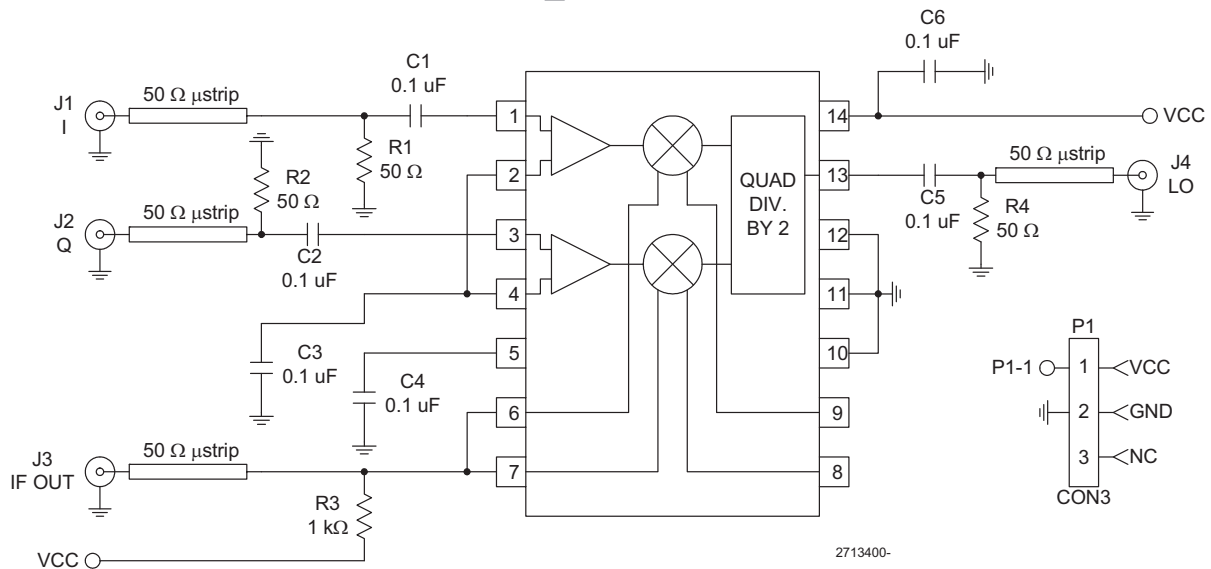 J1
I
50 Ω μstrip
C1
0.1 uF
R1
50 Ω
R2
50 Ω
J2
Q
50 Ω μstrip
C2
0.1 uF
C3
0.1 uF
C4
0.1 uF
J3
IF OUT
50 Ω μstrip
R3
1 kΩ
VCC
1
2
3
4
5
6
7
QUAD
DIV.
BY 2
14
13
12
11
10
9
8
C6
0.1 uF
VCC
50 Ω μstrip
J4
LO
C5
0.1 uF
R4
50 Ω
P1
P1-1
1
VCC
2
GND
3
NC
CON3
2713400-